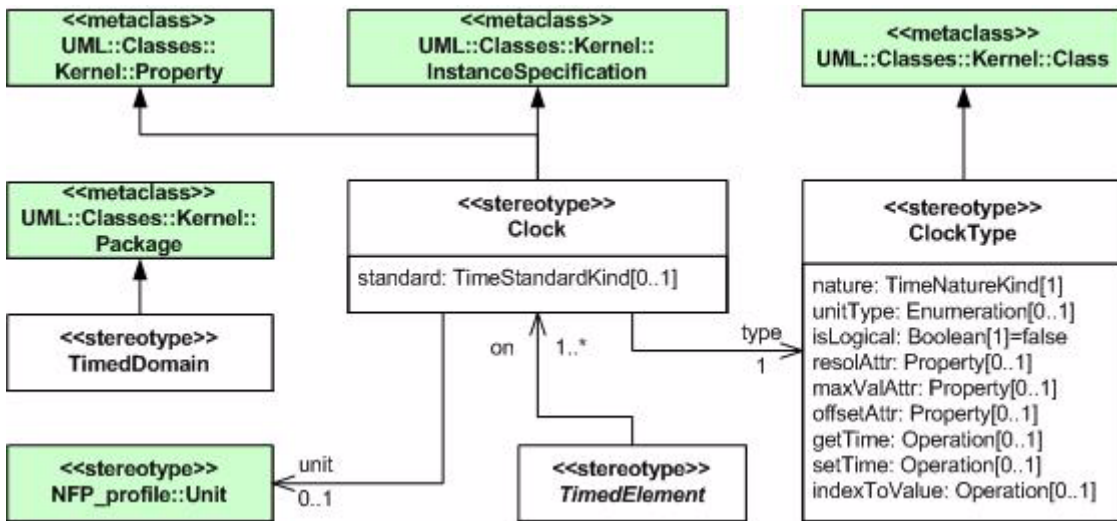 <<metaclass>>
UML::Classes::
Kernel::Property
<<metaclass>>
UML::Classes::Kernel::
InstanceSpecification
<<metaclass>>
UML::Classes::Kernel::Class
<<metaclass>>
UML::Classes::Kernel::
Package
<<stereotype>>
Clock
standard: TimeStandardKind[0..1]
<<stereotype>>
ClockType
nature: TimeNatureKind[1]
unitType: Enumeration[0..1]
isLogical: Boolean[1]=false
resolAttr: Property[0..1]
maxValAttr: Property[0..1]
offsetAttr: Property[0..1]
getTime: Operation[0..1]
setTime: Operation[0..1]
indexToValue: Operation[0..1]
<<stereotype>>
TimedDomain
on
1..*
type
1
<<stereotype>>
NFP_profile::Unit
unit
0..1
<<stereotype>>
TimedElement